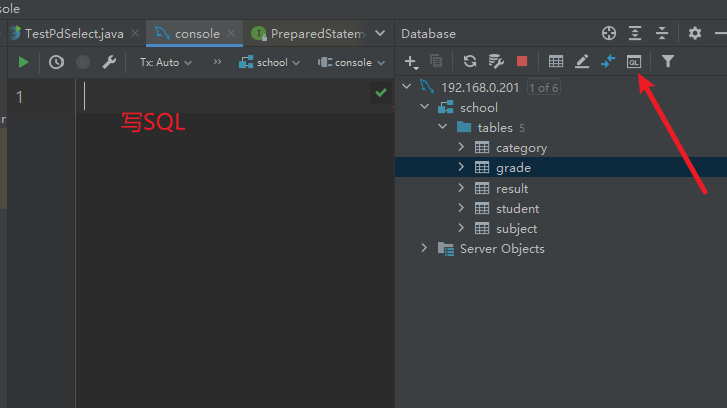 sole
TestPdSelect.java
console
PreparedStatem
Database
Tx: Auto
school
console
QL
1
写SQL
192.168.0.201
1 of 6
school
tables 5
category
grade
result
student
subject
Server Objects